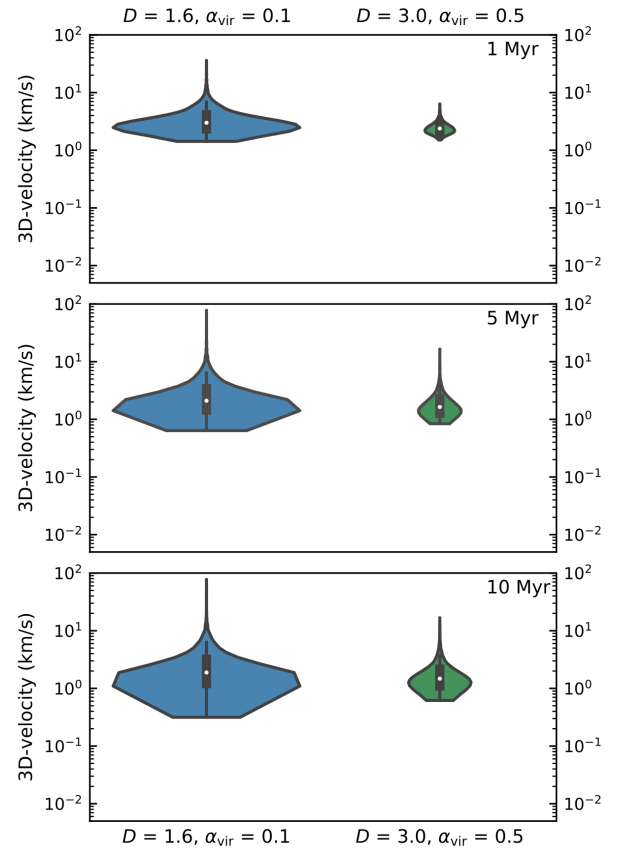 D = 1.6, αvir = 0.1 D = 3.0, αvir = 0.5
1 Myr
3D-velocity (km/s)
10² 10²
10¹ 10¹
10⁰ 10⁰
10⁻¹ 10⁻¹
10⁻² 10⁻²
5 Myr
3D-velocity (km/s)
10² 10²
10¹ 10¹
10⁰ 10⁰
10⁻¹ 10⁻¹
10⁻² 10⁻²
10 Myr
3D-velocity (km/s)
10² 10²
10¹ 10¹
10⁰ 10⁰
10⁻¹ 10⁻¹
10⁻² 10⁻²
D = 1.6, αvir = 0.1 D = 3.0, αvir = 0.5